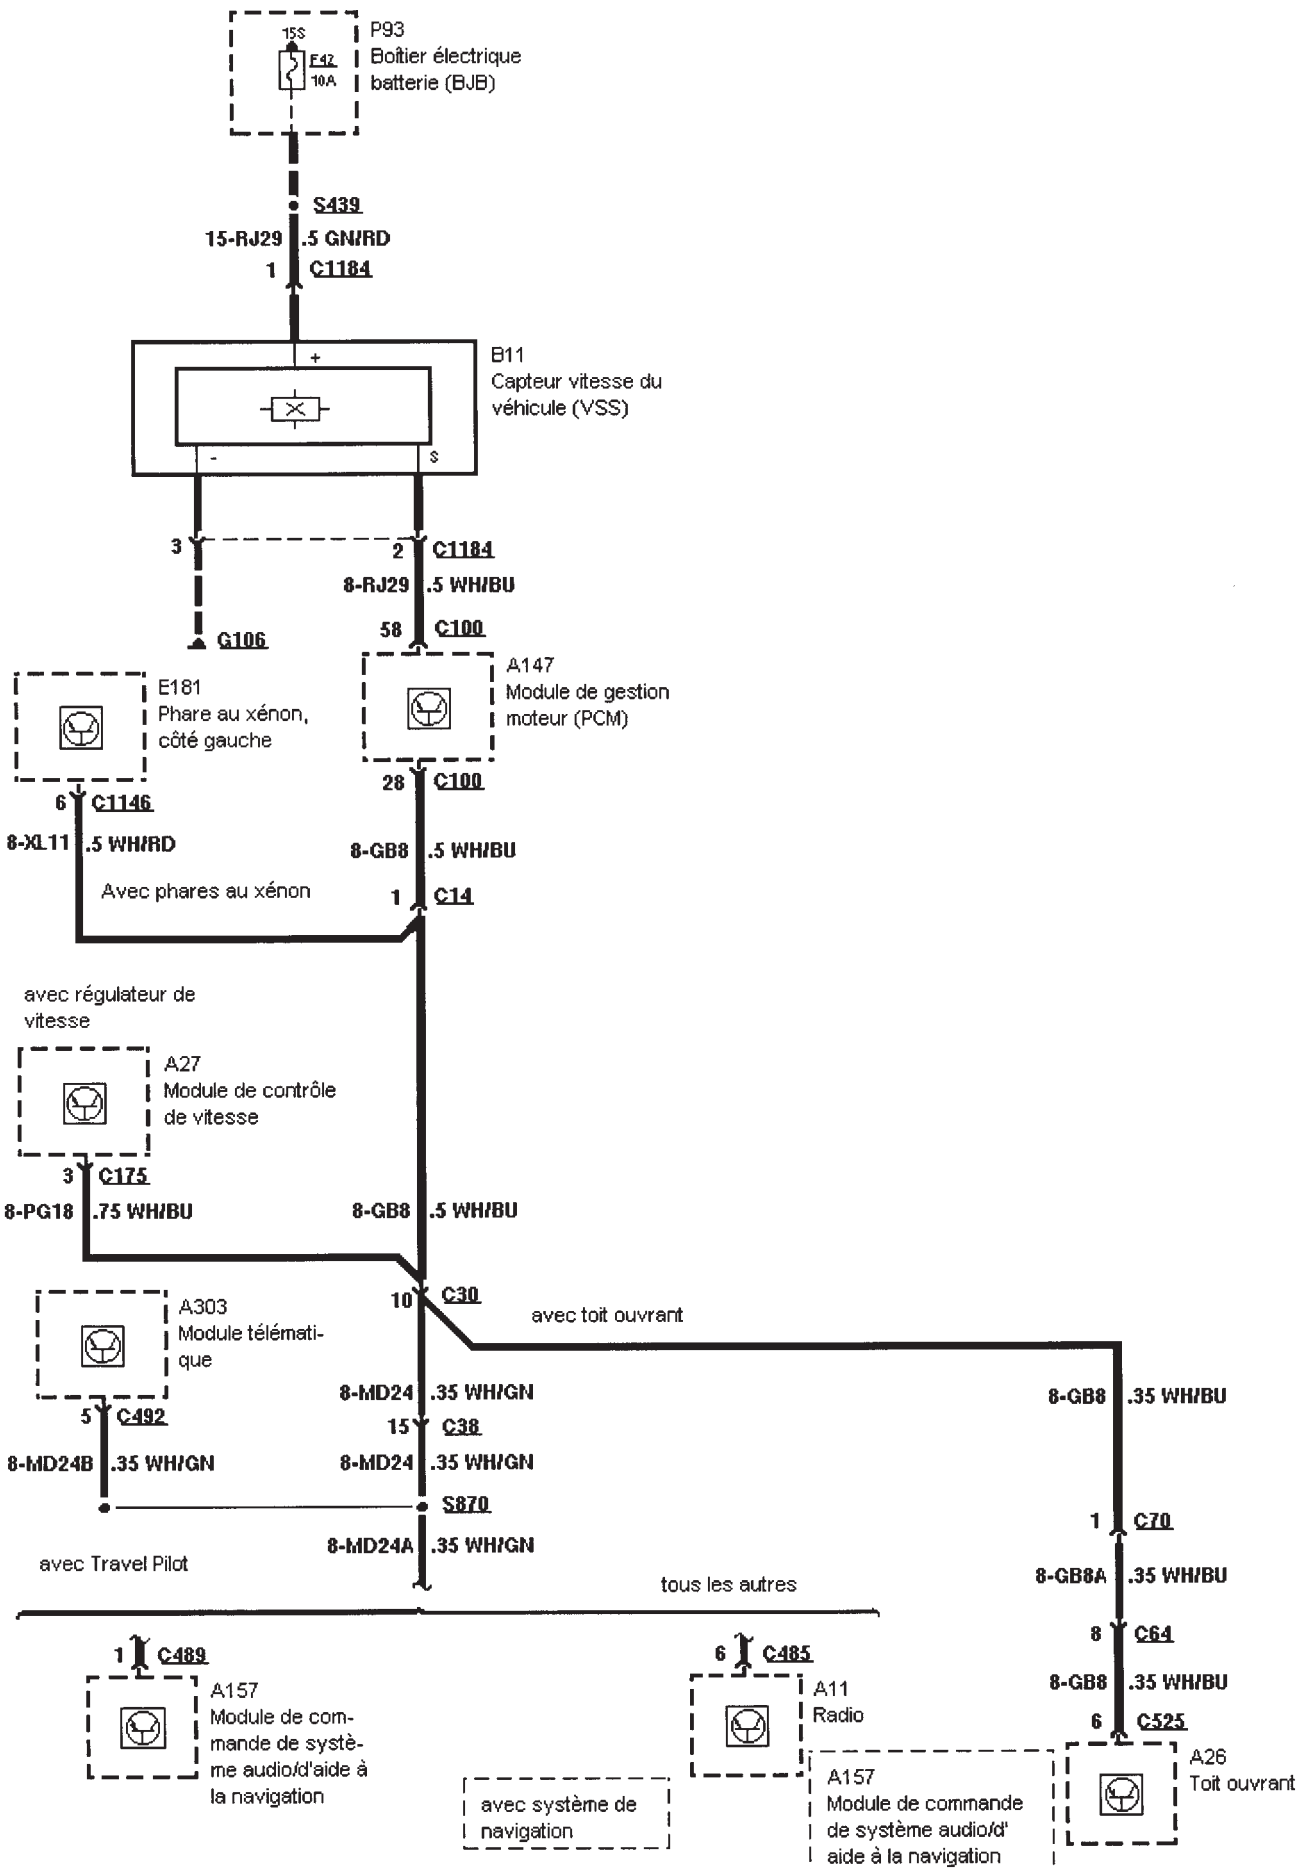 15S
P93
F42
Boîtier électrique
10A
batterie (BJB)
S439
15-RJ29 .5 GN/RD
1 C1184
+
B11
Capteur vitesse du
véhicule (VSS)
- S
3 2 C1184
8-RJ29 .5 WH/BU
58 C100
G106
A147
Module de gestion
moteur (PCM)
E181
Phare au xénon,
côté gauche
28 C100
6 C1146
8-XL11 .5 WH/RD
8-GB8 .5 WH/BU
Avec phares au xénon
1 C14
avec régulateur de
vitesse
A27
Module de contrôle
de vitesse
3 C175
8-PG18 .75 WH/BU
8-GB8 .5 WH/BU
10 C30
avec toit ouvrant
A303
Module télémati-
que
8-MD24 .35 WH/GN
8-GB8 .35 WH/BU
5 C492
15 C38
8-MD24B .35 WH/GN
8-MD24 .35 WH/GN
S870
1 C70
8-MD24A .35 WH/GN
avec Travel Pilot
8-GB8A .35 WH/BU
tous les autres
8 C64
1 C489
6 C485
8-GB8 .35 WH/BU
A157
Module de com-
mande de systè-
me audio/d'aide à
la navigation
A11
Radio
6 C525
A26
Toit ouvrant
avec système de
navigation
A157
Module de commande
de système audio/d'
aide à la navigation